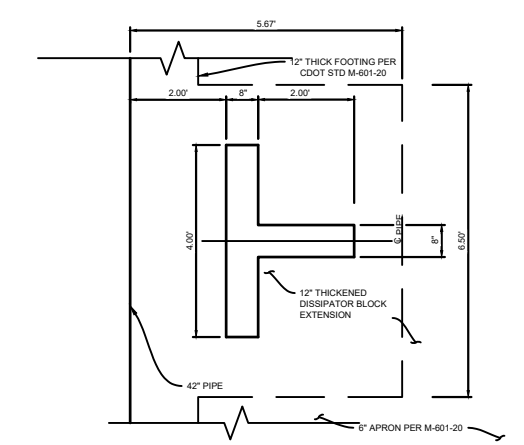 5.67'
12" THICK FOOTING PER
CDOT STD M-601-20
2.00'
8"
2.00'
4.00'
℄ PIPE
8"
6.50'
12" THICKENED
DISSIPATOR BLOCK
EXTENSION
42" PIPE
6" APRON PER M-601-20